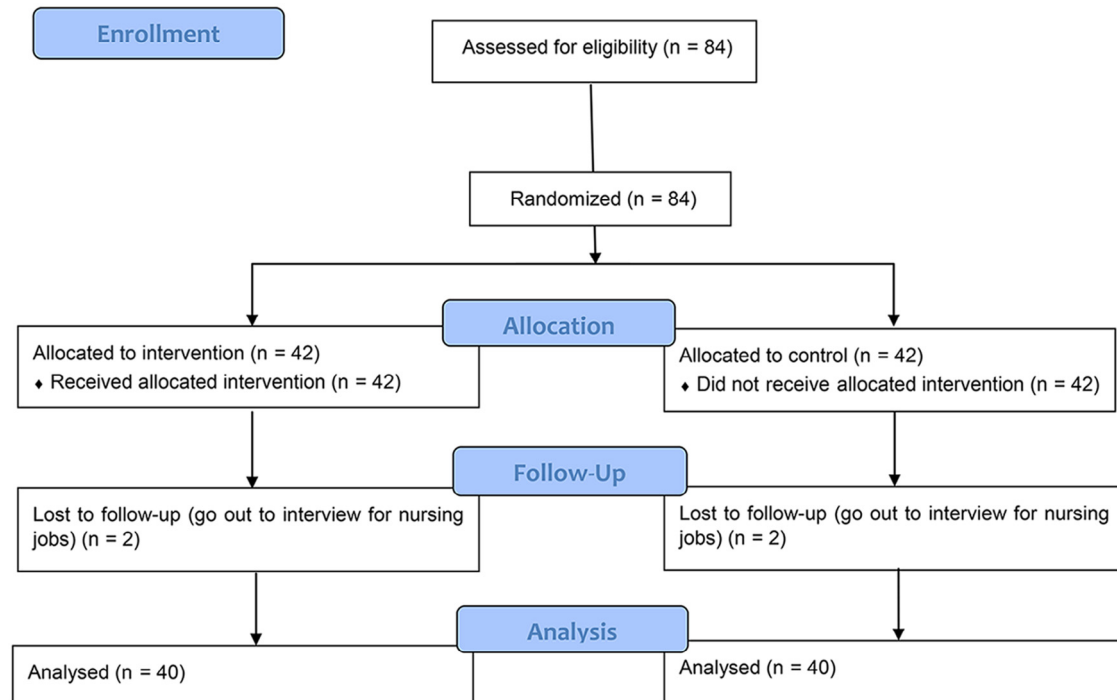 Enrollment
Assessed for eligibility (n = 84)
Randomized (n = 84)
Allocation
Allocated to intervention (n = 42)
♦ Received allocated intervention (n = 42)
Allocated to control (n = 42)
♦ Did not receive allocated intervention (n = 42)
Follow-Up
Lost to follow-up (go out to interview for nursing
jobs) (n = 2)
Lost to follow-up (go out to interview for nursing
jobs) (n = 2)
Analysis
Analysed (n = 40)
Analysed (n = 40)